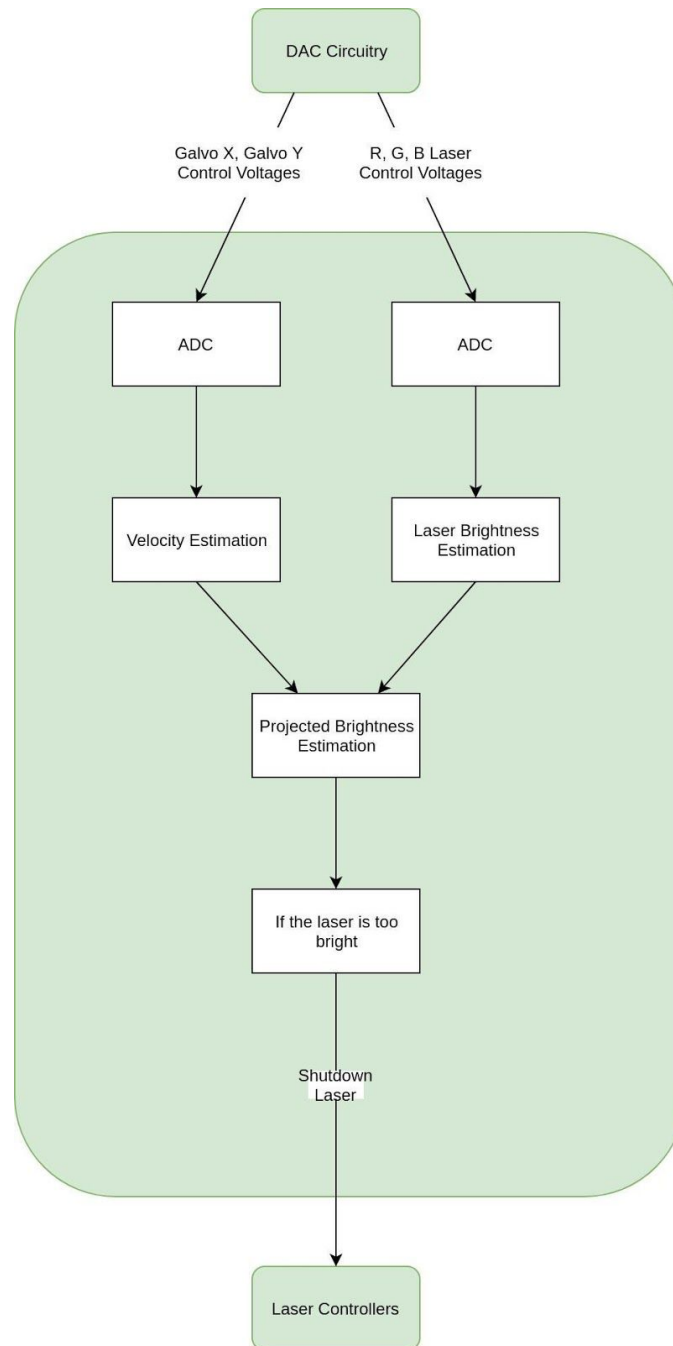 DAC Circuitry
Galvo X, Galvo Y
Control Voltages
R, G, B Laser
Control Voltages
ADC
ADC
Velocity Estimation
Laser Brightness
Estimation
Projected Brightness
Estimation
If the laser is too
bright
Shutdown
Laser
Laser Controllers